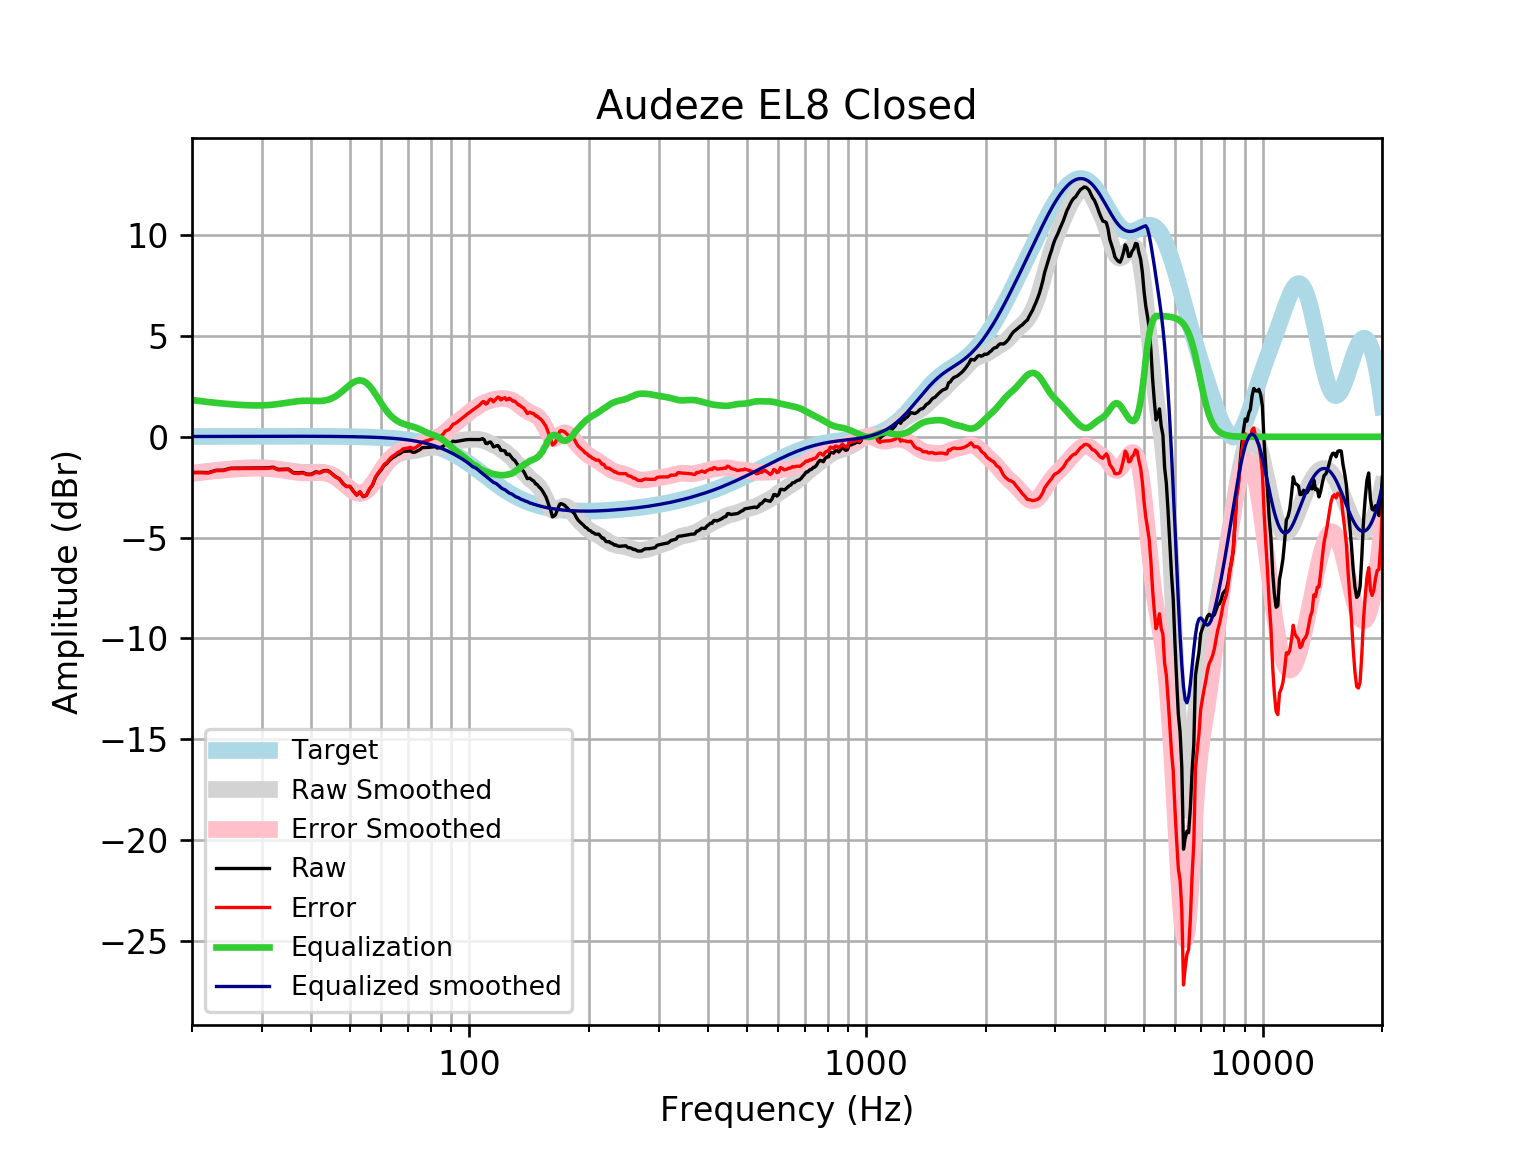 Audeze EL8 Closed
Amplitude (dBr)
10
5
0
−5
−10
−15
−20
−25
Target
Raw Smoothed
Error Smoothed
Raw
Error
Equalization
Equalized smoothed
100 1000 10000
Frequency (Hz)